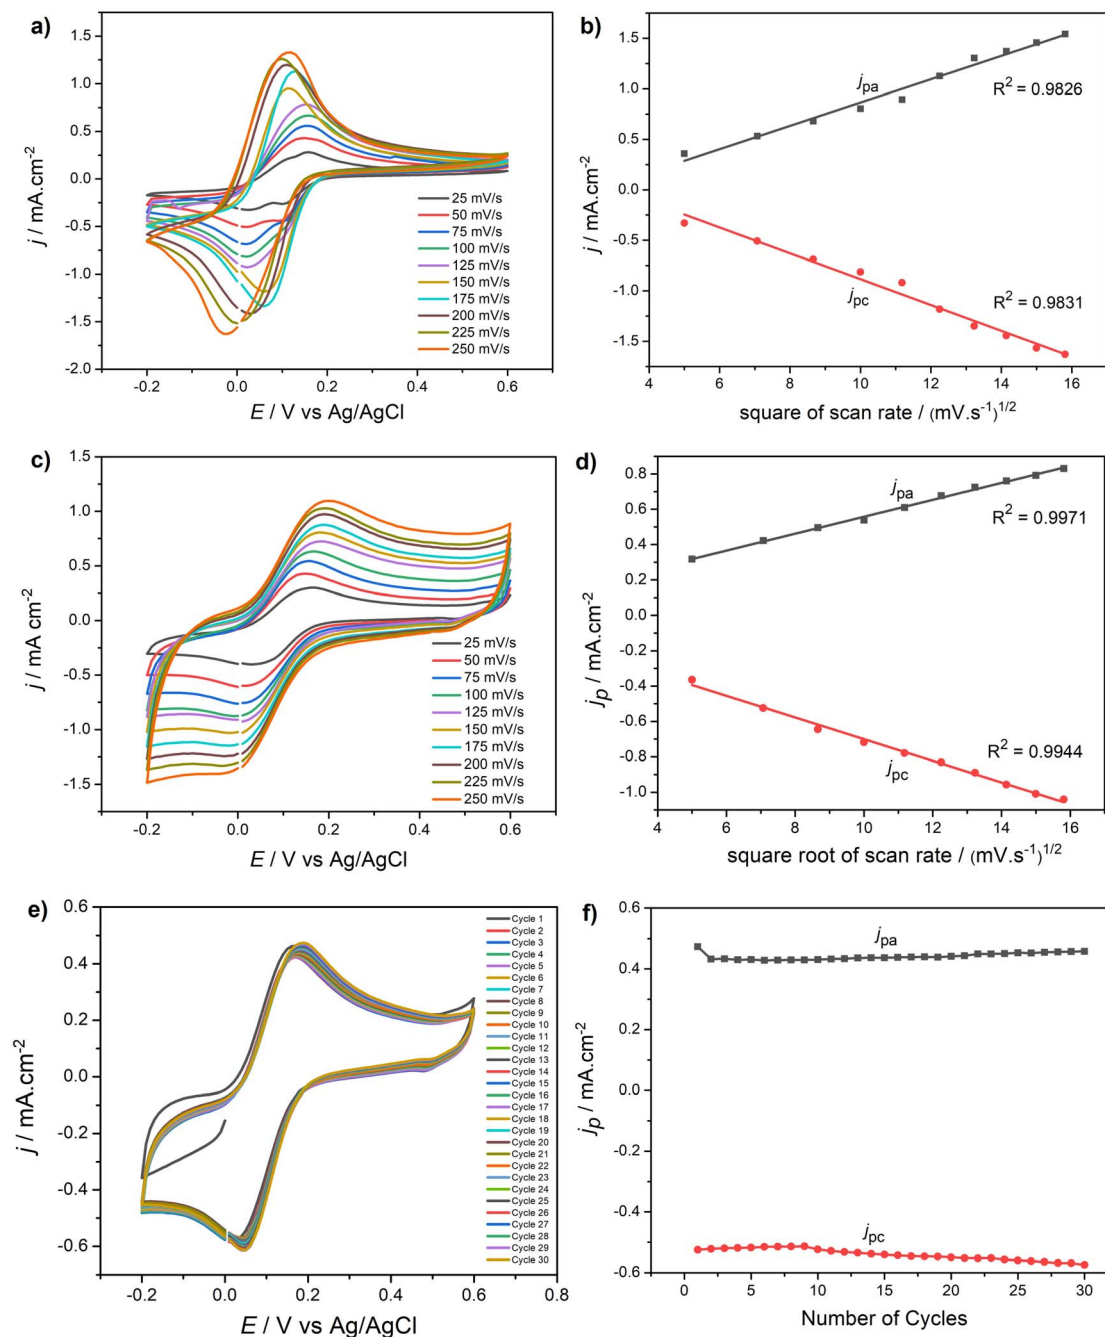 a)
1.5
1.0
0.5
0.0
-0.5
-1.0
-1.5
-2.0
j / mA.cm-2
-0.2 0.0 0.2 0.4 0.6
E / V vs Ag/AgCl
25 mV/s
50 mV/s
75 mV/s
100 mV/s
125 mV/s
150 mV/s
175 mV/s
200 mV/s
225 mV/s
250 mV/s
b)
1.5
1.0
0.5
0.0
-0.5
-1.0
-1.5
j / mA.cm-2
jpa
R2 = 0.9826
jpc
R2 = 0.9831
4 6 8 10 12 14 16
square of scan rate / (mV.s-1)1/2
c)
1.5
1.0
0.5
0.0
-0.5
-1.0
-1.5
j / mA cm-2
-0.2 0.0 0.2 0.4 0.6
E / V vs Ag/AgCl
25 mV/s
50 mV/s
75 mV/s
100 mV/s
125 mV/s
150 mV/s
175 mV/s
200 mV/s
225 mV/s
250 mV/s
d)
0.8
0.6
0.4
0.2
-0.4
-0.6
-0.8
-1.0
jp / mA.cm-2
jpa
R2 = 0.9971
jpc
R2 = 0.9944
4 6 8 10 12 14 16
square root of scan rate / (mV.s-1)1/2
e)
0.6
0.4
0.2
0.0
-0.2
-0.4
-0.6
j / mA.cm-2
-0.2 0.0 0.2 0.4 0.6 0.8
E / V vs Ag/AgCl
Cycle 1
Cycle 2
Cycle 3
Cycle 4
Cycle 5
Cycle 6
Cycle 7
Cycle 8
Cycle 9
Cycle 10
Cycle 11
Cycle 12
Cycle 13
Cycle 14
Cycle 15
Cycle 16
Cycle 17
Cycle 18
Cycle 19
Cycle 20
Cycle 21
Cycle 22
Cycle 23
Cycle 24
Cycle 25
Cycle 26
Cycle 27
Cycle 28
Cycle 29
Cycle 30
f)
0.6
0.4
0.2
0.0
-0.2
-0.4
-0.6
jp / mA.cm-2
jpa
jpc
0 5 10 15 20 25 30
Number of Cycles